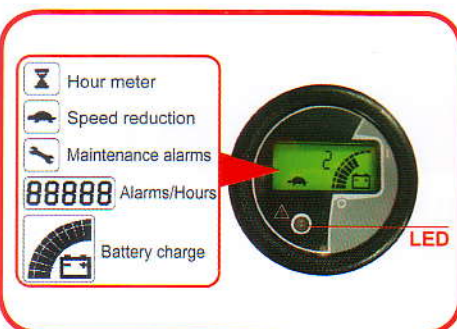 Hour meter
Speed reduction
Maintenance alarms
88888 Alarms/Hours
Battery charge
2
LED